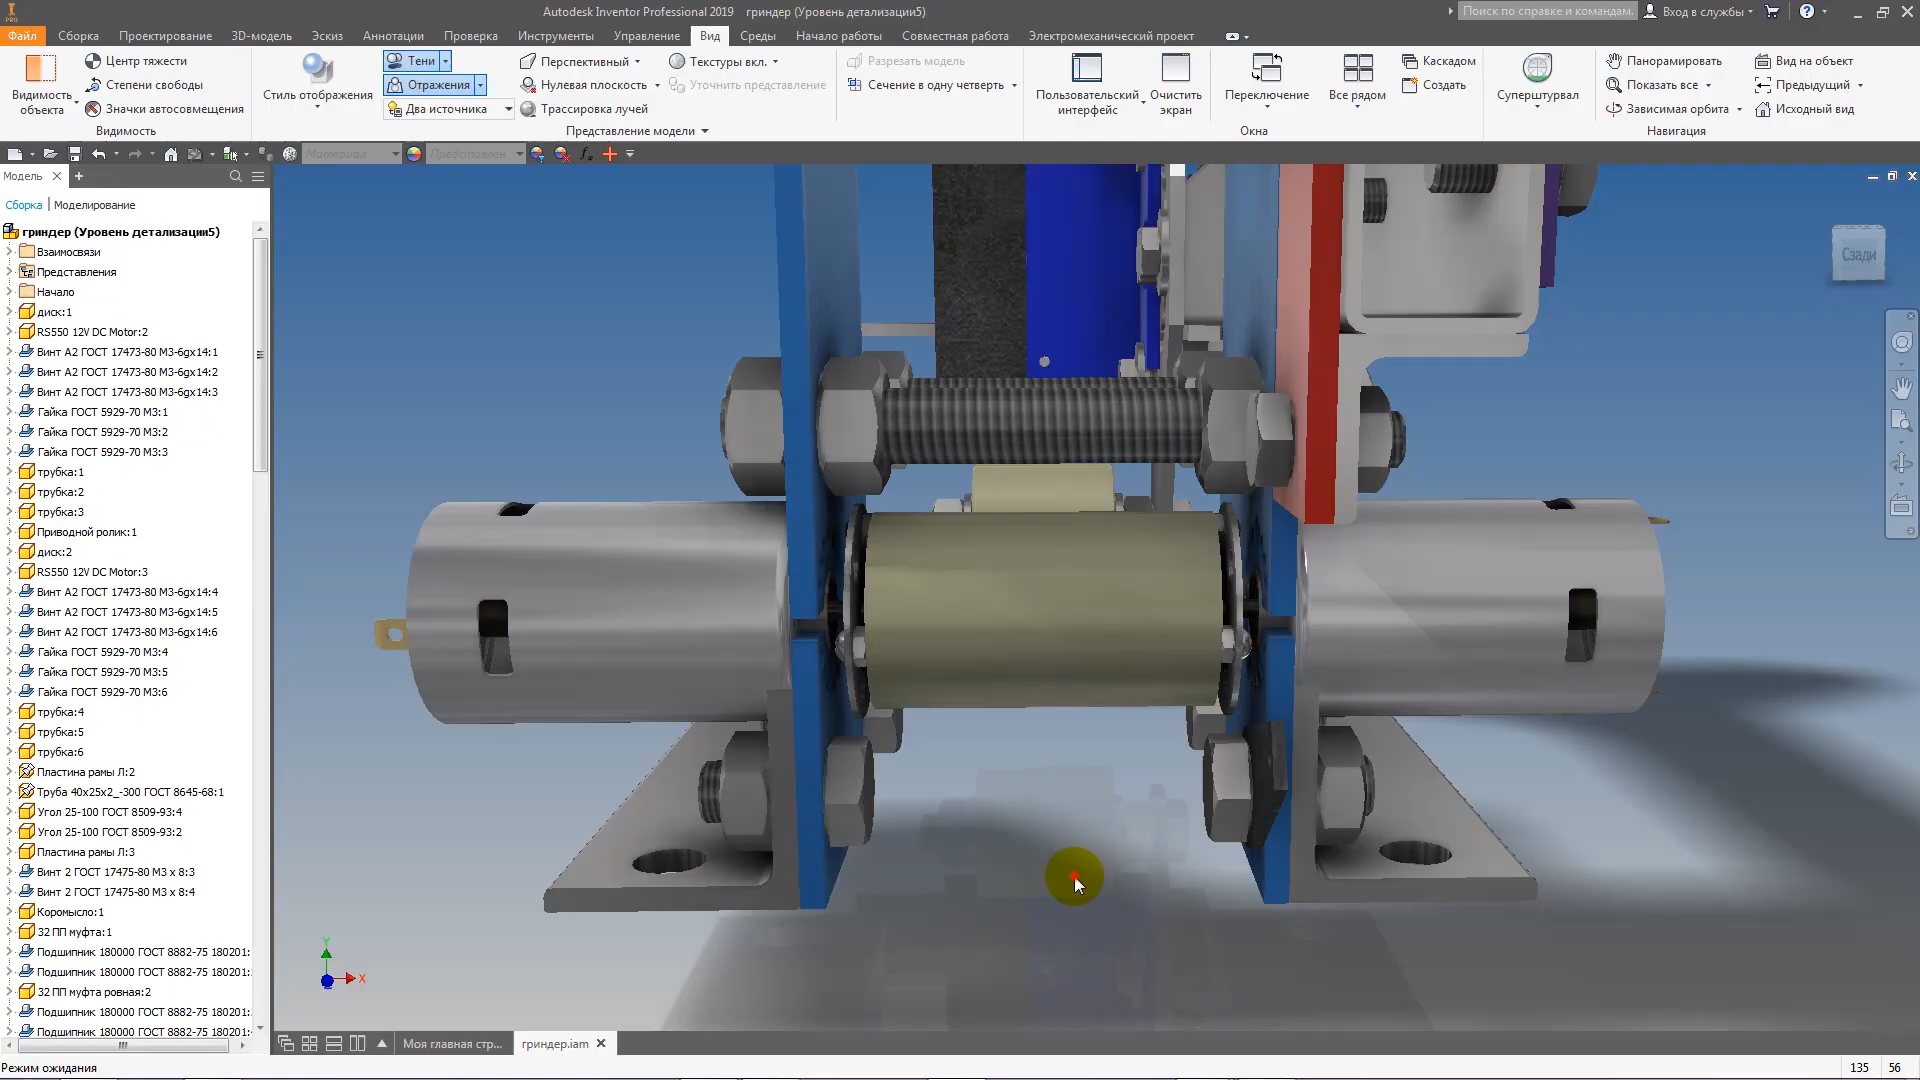 Autodesk Inventor Professional 2019 гриндер (Уровень детализации5)
Поиск по справке и командам.
Вход в службы
PRO
Файл Сборка Проектирование 3D-модель Эскиз Аннотации Проверка Инструменты Управление Вид Среды Начало работы Совместная работа Электромеханический проект
Видимость объекта
Центр тяжести
Степени свободы
Значки автосовмещения
Видимость
Стиль отображения
Тени
Отражения
Два источника
Перспективный
Нулевая плоскость
Трассировка лучей
Текстуры вкл.
Уточнить представление
Представление модели
Разрезать модель
Сечение в одну четверть
Пользовательский интерфейс
Очистить экран
Переключение
Все рядом
Каскадом
Создать
Окна
Суперштурвал
Панорамировать
Показать все
Зависимая орбита
Вид на объект
Предыдущий
Исходный вид
Навигация
Материал
Представлен
Модель
Сборка
Моделирование
гриндер (Уровень детализации5)
Взаимосвязи
Представления
Начало
диск:1
RS550 12V DC Motor:2
Винт А2 ГОСТ 17473-80 М3-6gx14:1
Винт А2 ГОСТ 17473-80 М3-6gx14:2
Винт А2 ГОСТ 17473-80 М3-6gx14:3
Гайка ГОСТ 5929-70 М3:1
Гайка ГОСТ 5929-70 М3:2
Гайка ГОСТ 5929-70 М3:3
трубка:1
трубка:2
трубка:3
Приводной ролик:1
диск:2
RS550 12V DC Motor:3
Винт А2 ГОСТ 17473-80 М3-6gx14:4
Винт А2 ГОСТ 17473-80 М3-6gx14:5
Винт А2 ГОСТ 17473-80 М3-6gx14:6
Гайка ГОСТ 5929-70 М3:4
Гайка ГОСТ 5929-70 М3:5
Гайка ГОСТ 5929-70 М3:6
трубка:4
трубка:5
трубка:6
Пластина рамы Л:2
Труба 40x25x2_-300 ГОСТ 8645-68:1
Угол 25-100 ГОСТ 8509-93:4
Угол 25-100 ГОСТ 8509-93:2
Пластина рамы Л:3
Винт 2 ГОСТ 17475-80 М3 x 8:3
Винт 2 ГОСТ 17475-80 М3 x 8:4
Коромысло:1
32 ПП муфта:1
Подшипник 180000 ГОСТ 8882-75 180201:
Подшипник 180000 ГОСТ 8882-75 180201:
32 ПП муфта ровная:2
Подшипник 180000 ГОСТ 8882-75 180201:
Подшипник 180000 ГОСТ 8882-75 180201:
Сзади
Y
X
Моя главная стр...
гриндер.iam
Режим ожидания
135 56